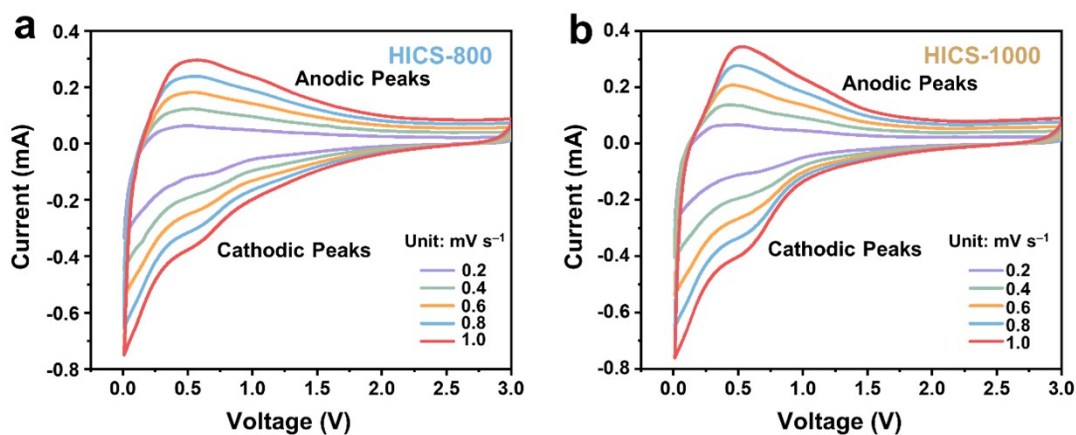 a
HICS-800
Anodic Peaks
Cathodic Peaks
Unit: mV s⁻¹
0.2
0.4
0.6
0.8
1.0
0.4
0.2
0.0
-0.2
-0.4
-0.6
-0.8
Current (mA)
0.0 0.5 1.0 1.5 2.0 2.5 3.0
Voltage (V)
b
HICS-1000
Anodic Peaks
Cathodic Peaks
Unit: mV s⁻¹
0.2
0.4
0.6
0.8
1.0
0.4
0.2
0.0
-0.2
-0.4
-0.6
-0.8
Current (mA)
0.0 0.5 1.0 1.5 2.0 2.5 3.0
Voltage (V)